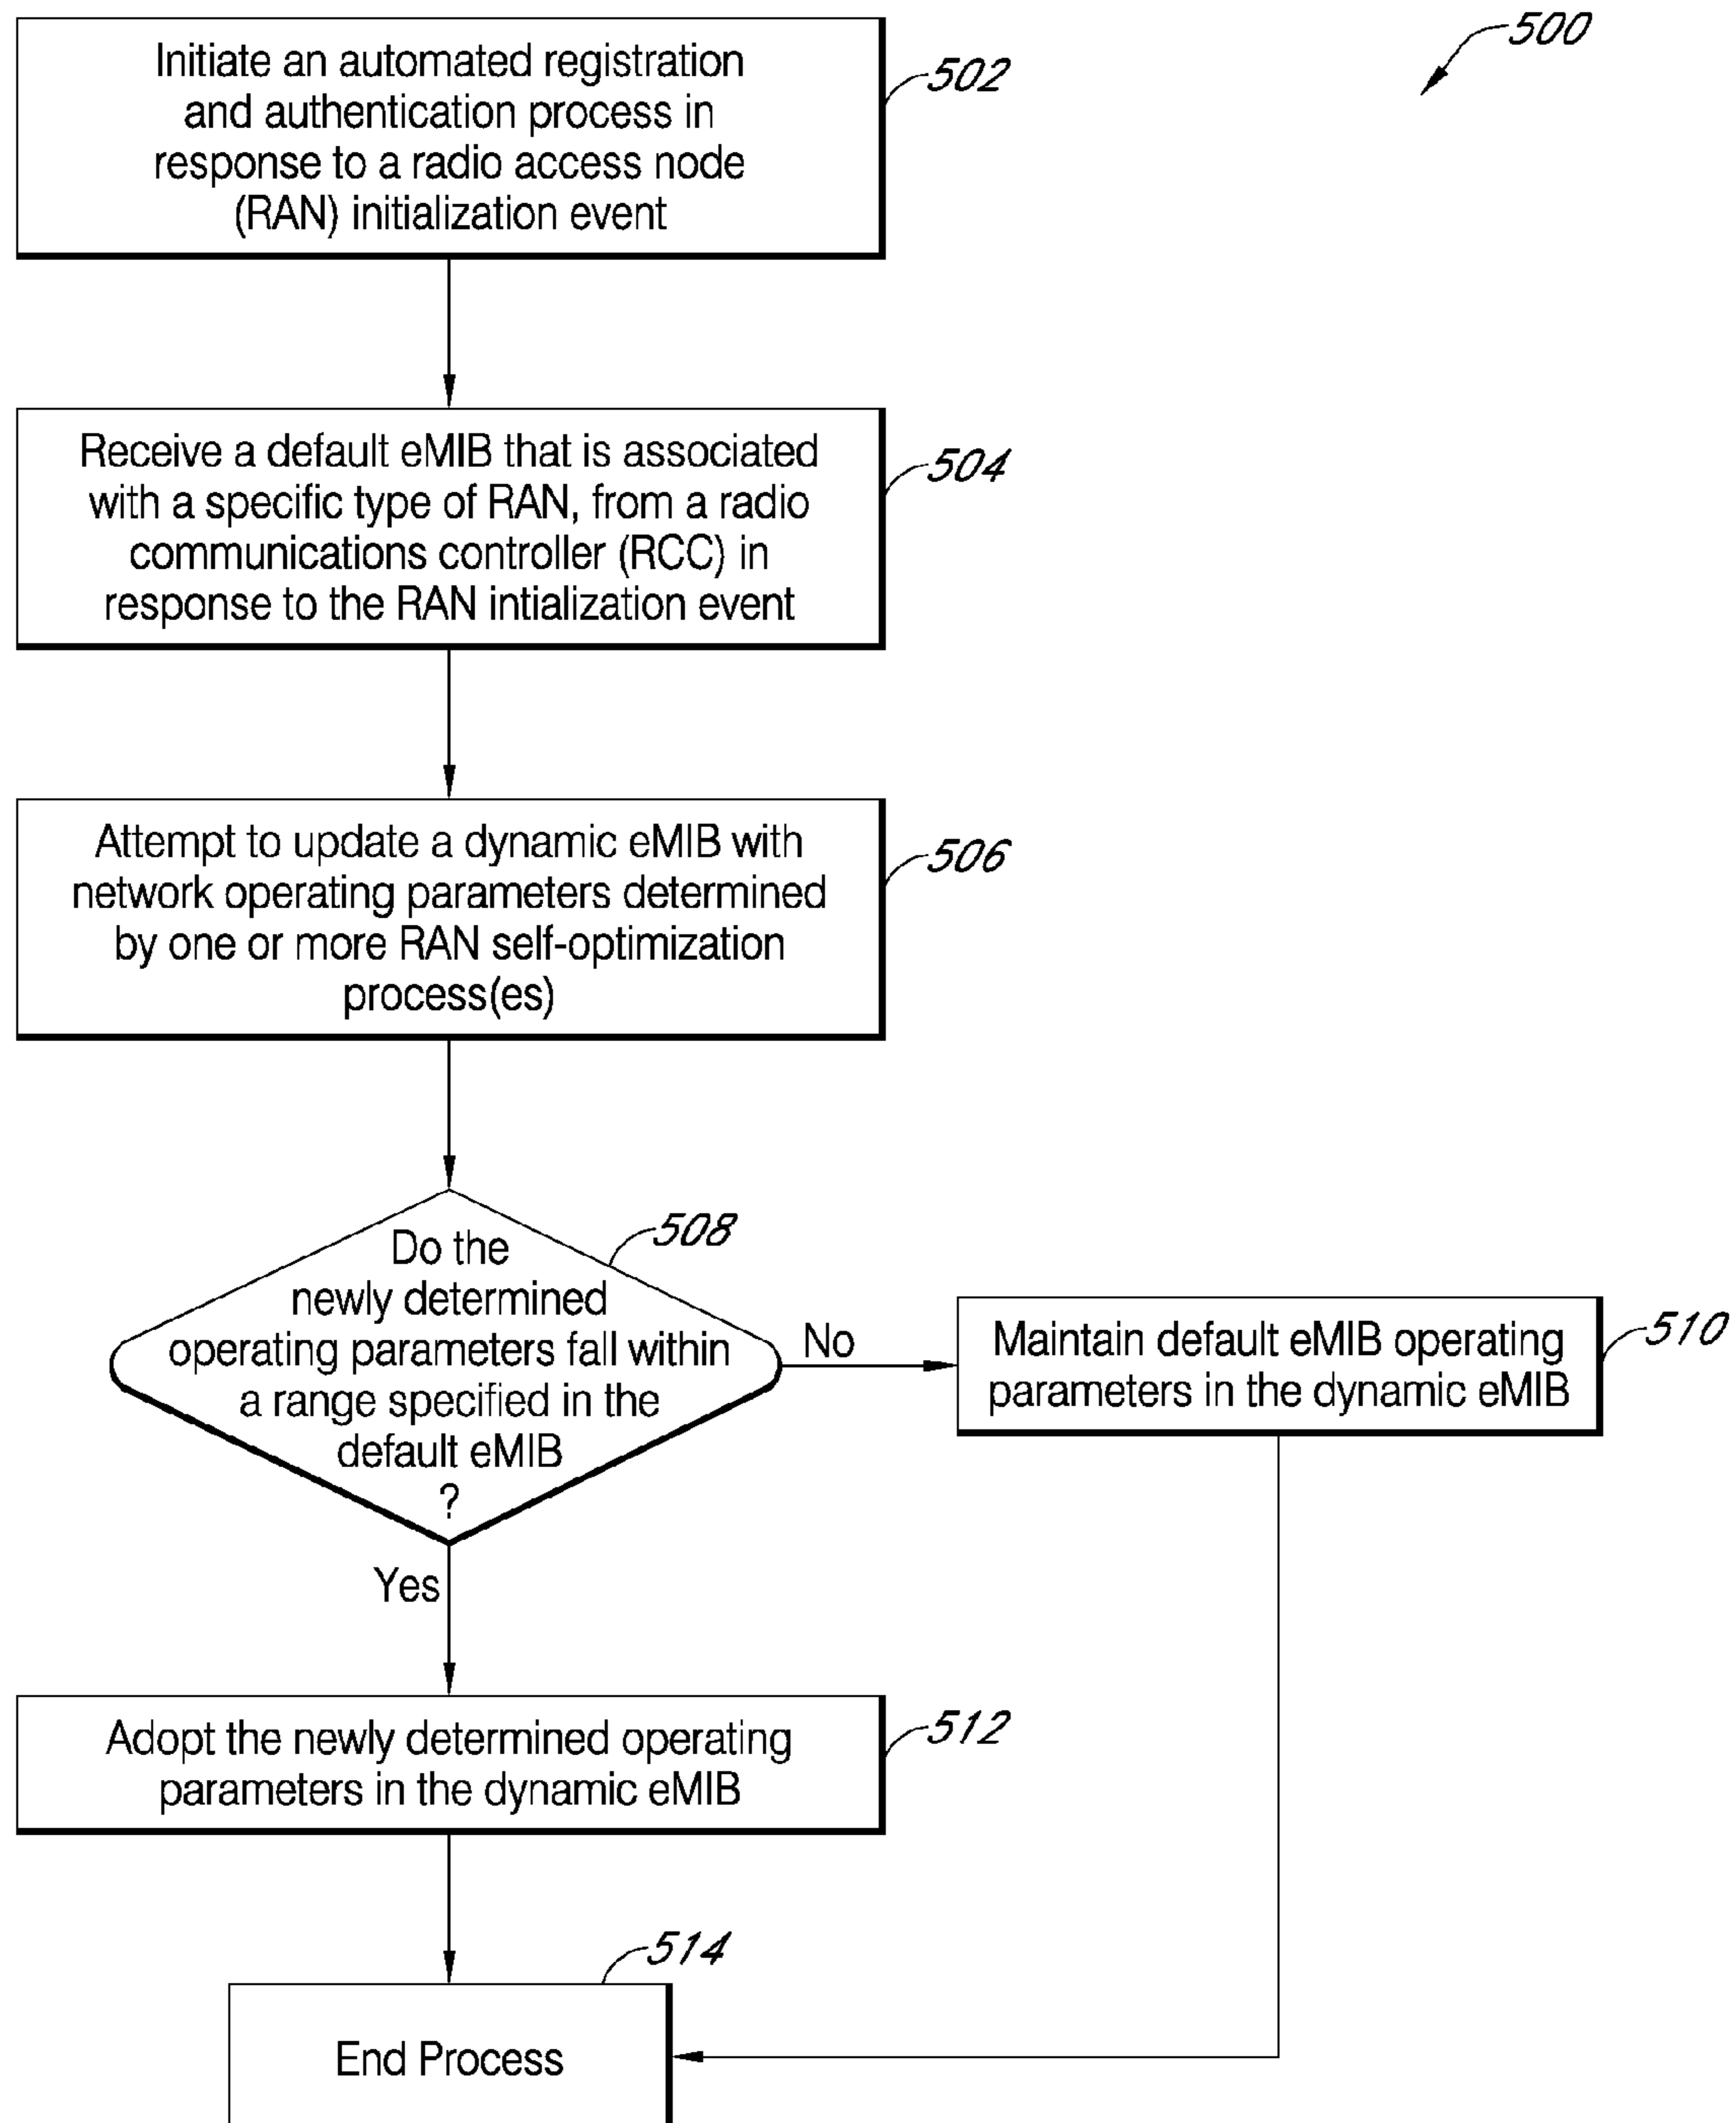 500
Initiate an automated registration
and authentication process in
response to a radio access node
(RAN) initialization event
502
Receive a default eMIB that is associated
with a specific type of RAN, from a radio
communications controller (RCC) in
response to the RAN intialization event
504
Attempt to update a dynamic eMIB with
network operating parameters determined
by one or more RAN self-optimization
process(es)
506
Do the
newly determined
operating parameters fall within
a range specified in the
default eMIB
?
508
No
Maintain default eMIB operating
parameters in the dynamic eMIB
510
Yes
Adopt the newly determined operating
parameters in the dynamic eMIB
512
514
End Process